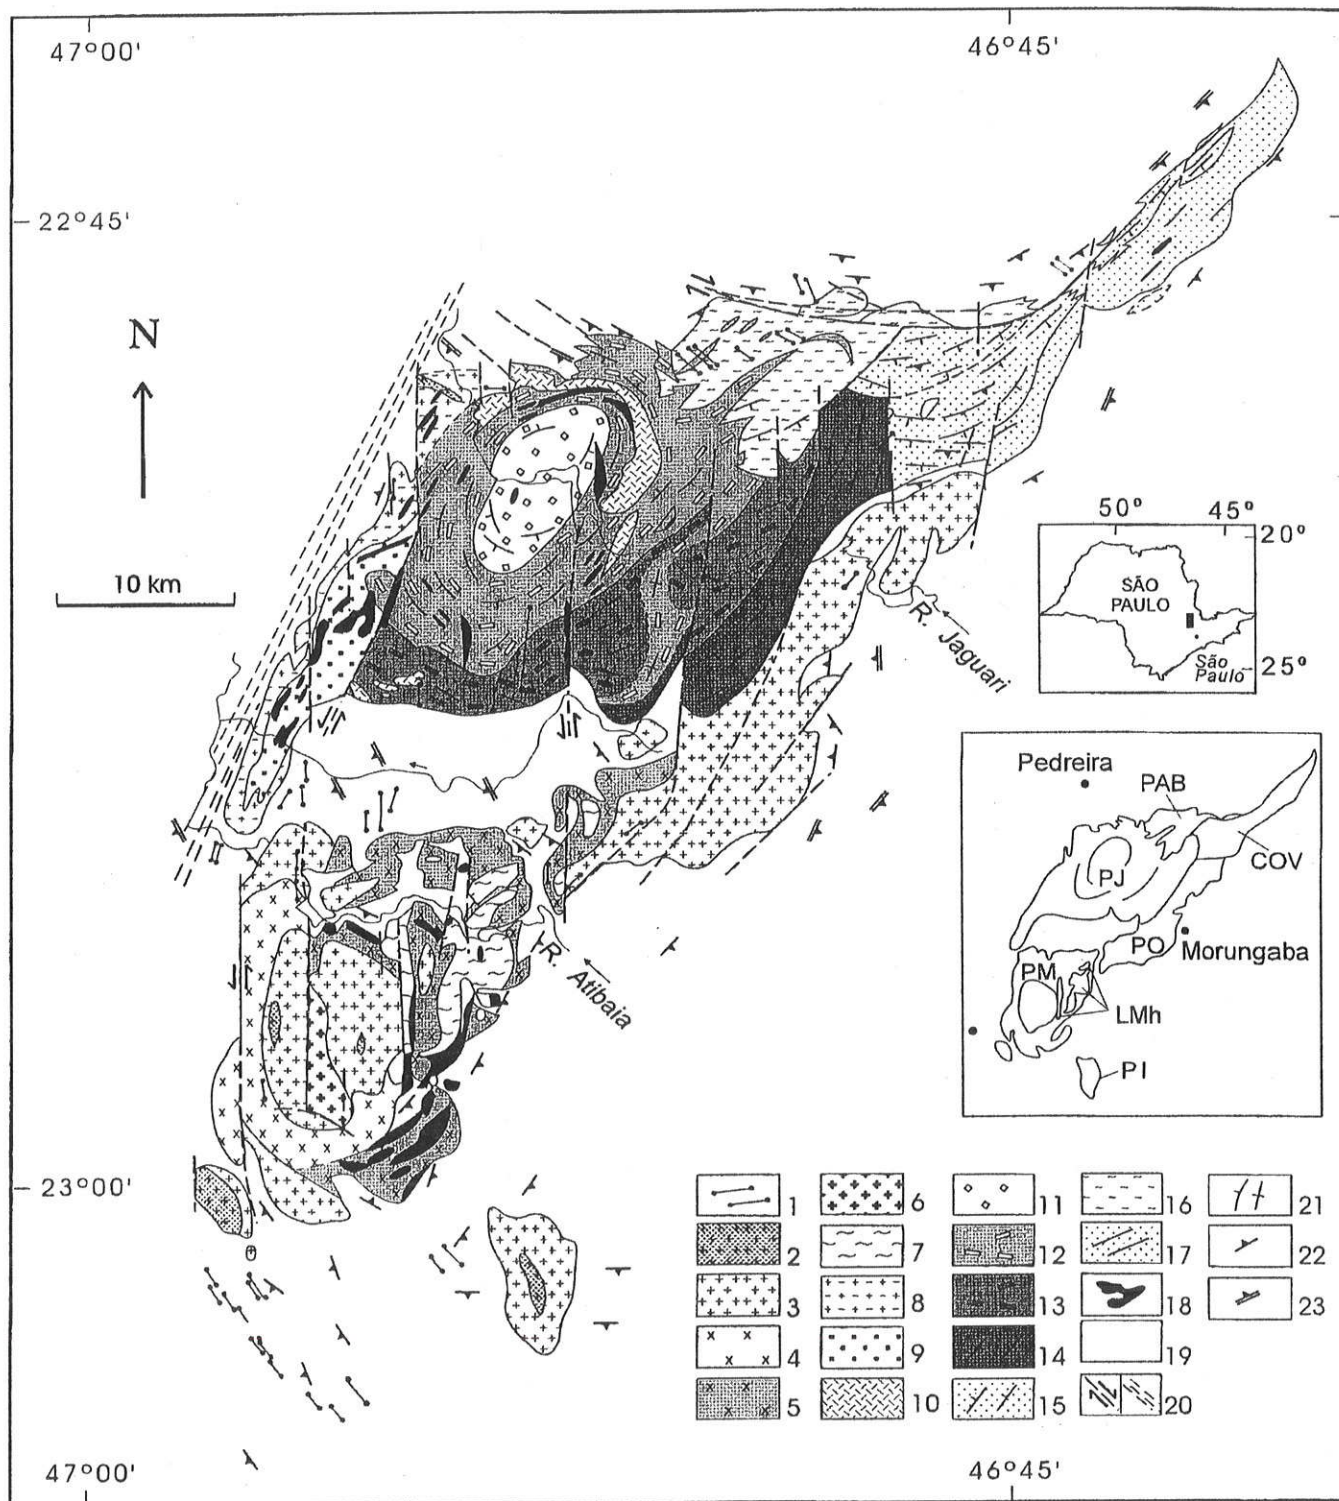 47°00'
46°45'
22°45'
N
10 km
R. Jaguari
50°
45°
20°
SÃO
PAULO
São
Paulo
25°
Pedreira
PAB
COV
PJ
PO
Morungaba
PM
LMh
PI
R. Atibaia
23°00'
1
6
11
16
21
2
7
12
17
22
3
8
13
18
23
4
9
14
19
5
10
15
20
47°00'
46°45'